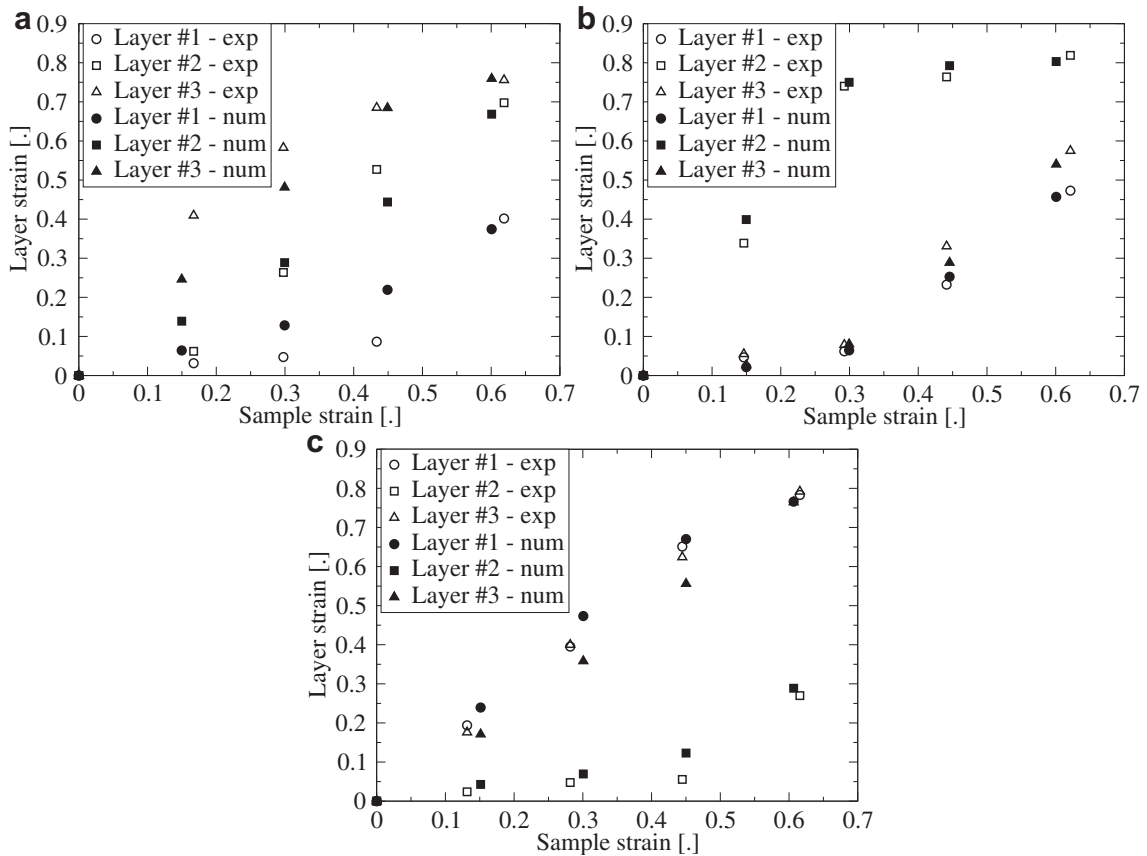 a
0.9
0.8
0.7
0.6
0.5
0.4
0.3
0.2
0.1
0
Layer strain [.]
Layer #1 - exp
Layer #2 - exp
Layer #3 - exp
Layer #1 - num
Layer #2 - num
Layer #3 - num
0 0.1 0.2 0.3 0.4 0.5 0.6 0.7
Sample strain [.]
b
0.9
0.8
0.7
0.6
0.5
0.4
0.3
0.2
0.1
0
Layer strain [.]
Layer #1 - exp
Layer #2 - exp
Layer #3 - exp
Layer #1 - num
Layer #2 - num
Layer #3 - num
0 0.1 0.2 0.3 0.4 0.5 0.6 0.7
Sample strain [.]
c
0.9
0.8
0.7
0.6
0.5
0.4
0.3
0.2
0.1
0
Layer strain [.]
Layer #1 - exp
Layer #2 - exp
Layer #3 - exp
Layer #1 - num
Layer #2 - num
Layer #3 - num
0 0.1 0.2 0.3 0.4 0.5 0.6 0.7
Sample strain [.]